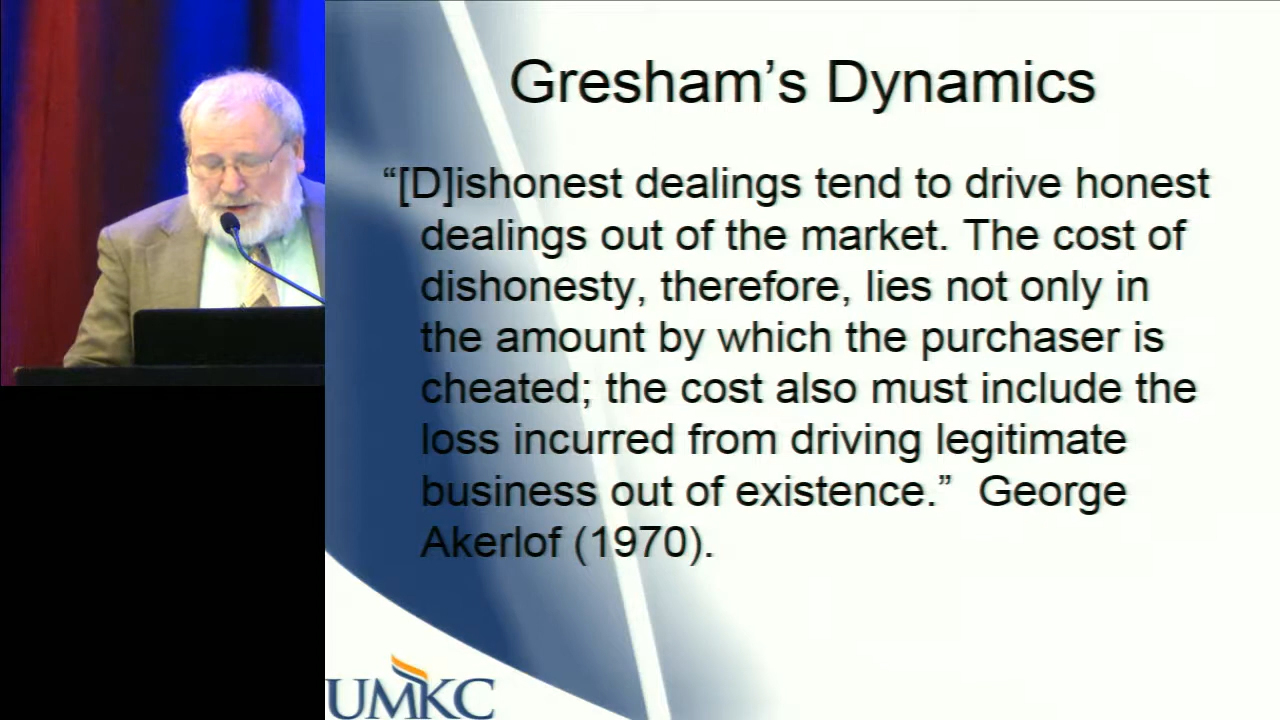 Gresham’s Dynamics
“[D]ishonest dealings tend to drive honest
dealings out of the market. The cost of
dishonesty, therefore, lies not only in
the amount by which the purchaser is
cheated; the cost also must include the
loss incurred from driving legitimate
business out of existence.”  George
Akerlof (1970).
UMKC